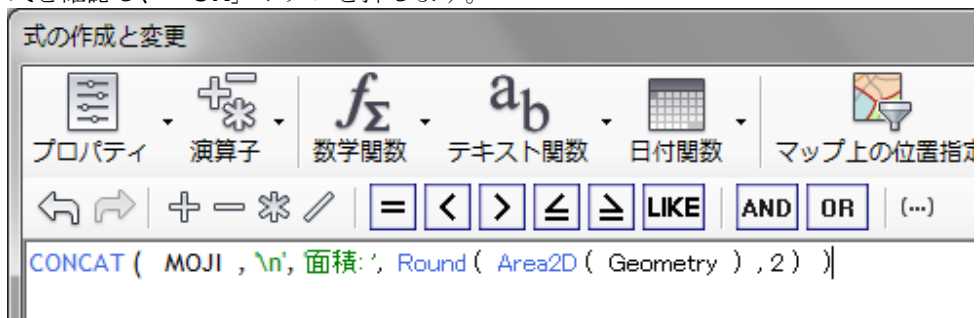 式の作成と変更
プロパティ 演算子 数学関数 テキスト関数 日付関数 マップ上の位置指定
= < > ≤ ≥ LIKE AND OR (...)
CONCAT ( MOJI , '\n', '面積: ', Round ( Area2D ( Geometry ) ,2) )